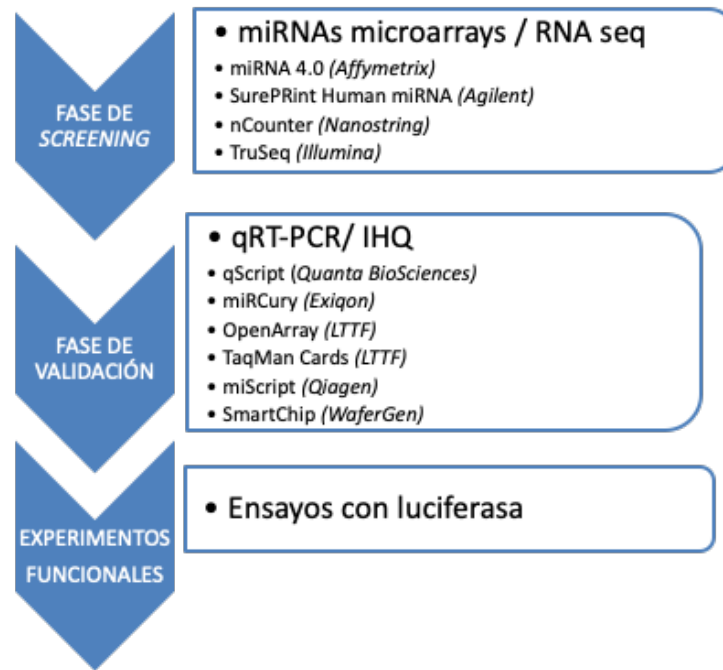 FASE DE
SCREENING
• miRNAs microarrays / RNA seq
• miRNA 4.0 (Affymetrix)
• SurePRint Human miRNA (Agilent)
• nCounter (Nanostring)
• TruSeq (Illumina)
FASE DE
VALIDACIÓN
• qRT-PCR/ IHQ
• qScript (Quanta BioSciences)
• miRCury (Exiqon)
• OpenArray (LTTF)
• TaqMan Cards (LTTF)
• miScript (Qiagen)
• SmartChip (WaferGen)
EXPERIMENTOS
FUNCIONALES
• Ensayos con luciferasa